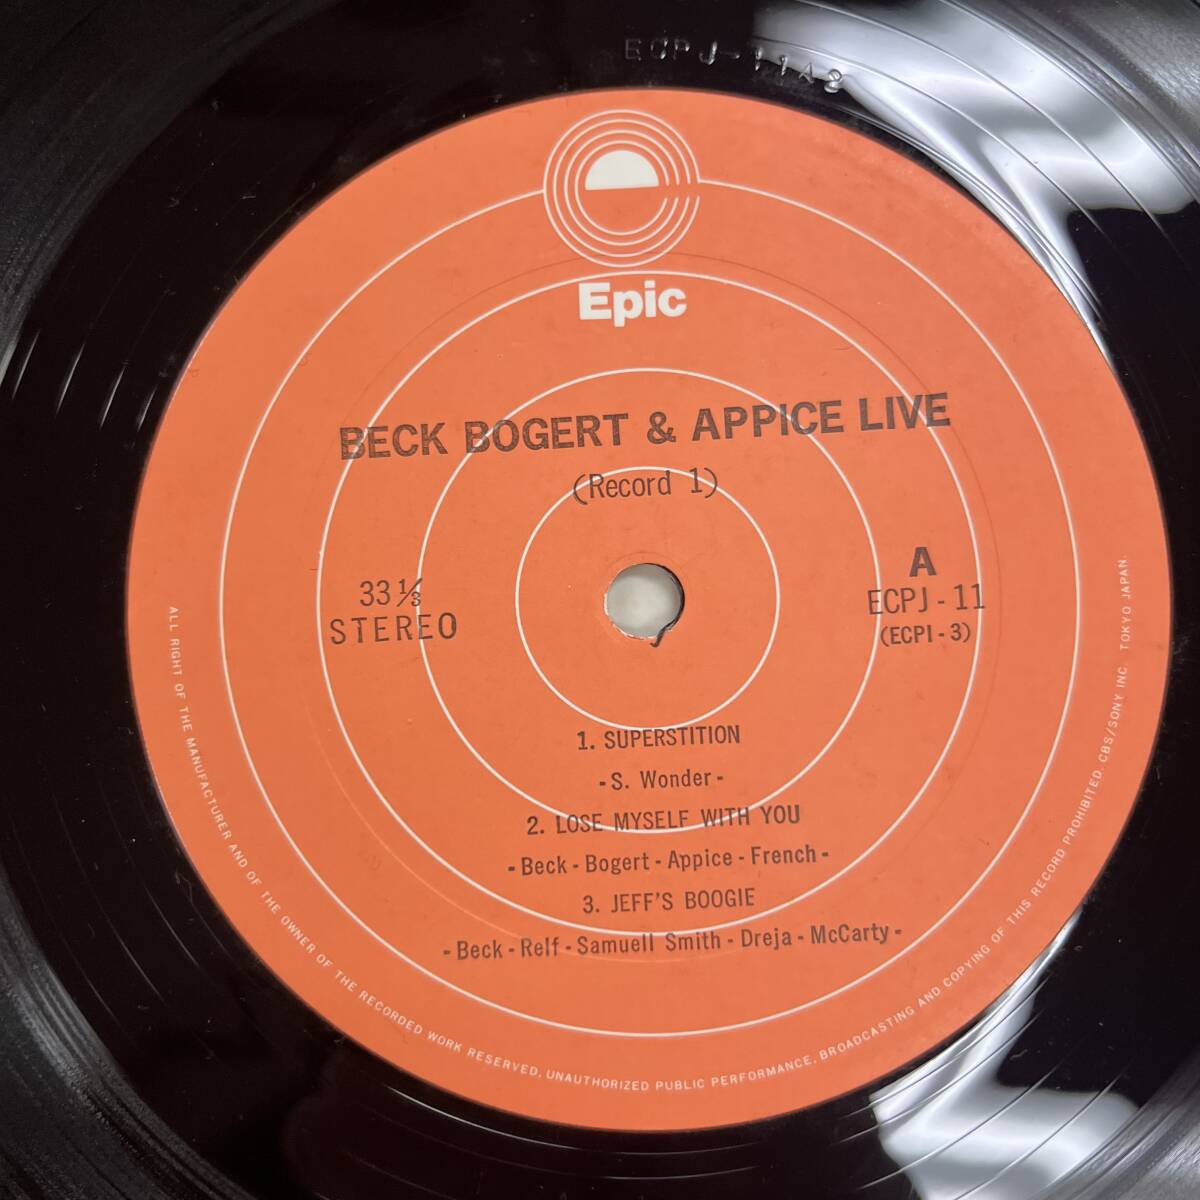 ECPJ-11A2
Epic
BECK BOGERT & APPICE LIVE
(Record 1)
33⅓
STEREO
A
ECPJ-11
(ECPI-3)
1. SUPERSTITION
-S. Wonder-
2. LOSE MYSELF WITH YOU
-Beck-Bogert-Appice-French-
3. JEFF'S BOOGIE
-Beck-Relf-Samuell Smith-Dreja-McCarty-
ALL RIGHT OF THE MANUFACTURER AND OF THE OWNER OF THE RECORDED WORK RESERVED. UNAUTHORIZED PUBLIC PERFORMANCE. BROADCASTING AND COPYING OF THIS RECORD PROHIBITED. CBS/SONY INC. TOKYO JAPAN